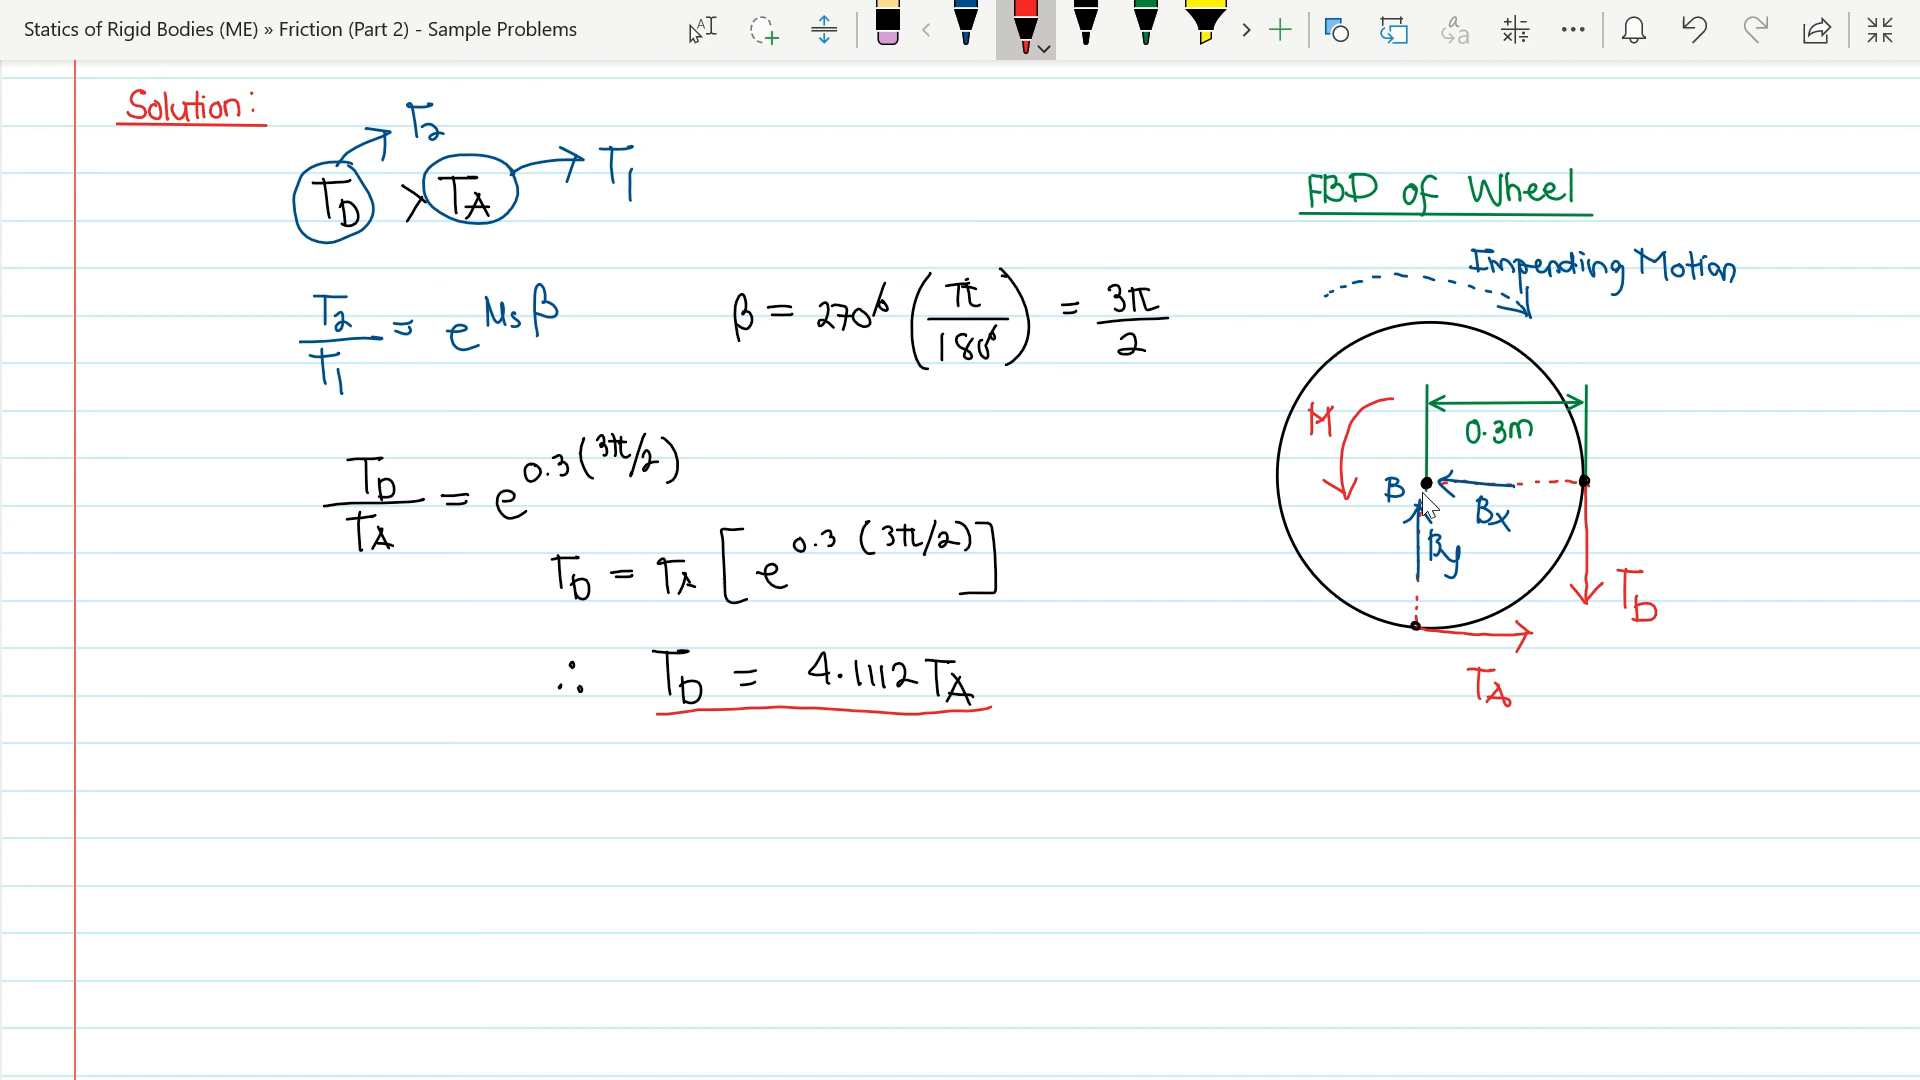 Statics of Rigid Bodies (ME) » Friction (Part 2) - Sample Problems
Solution:
T2
TD > TA
T1
T2/T1 = e^μsβ
β = 270° (π/180°) = 3π/2
TD/TA = e^0.3(3π/2)
TD = TA [e^0.3 (3π/2)]
∴ TD = 4.1112 TA
FBD of Wheel
Impending Motion
M
0.3m
B
Bx
By
TD
TA